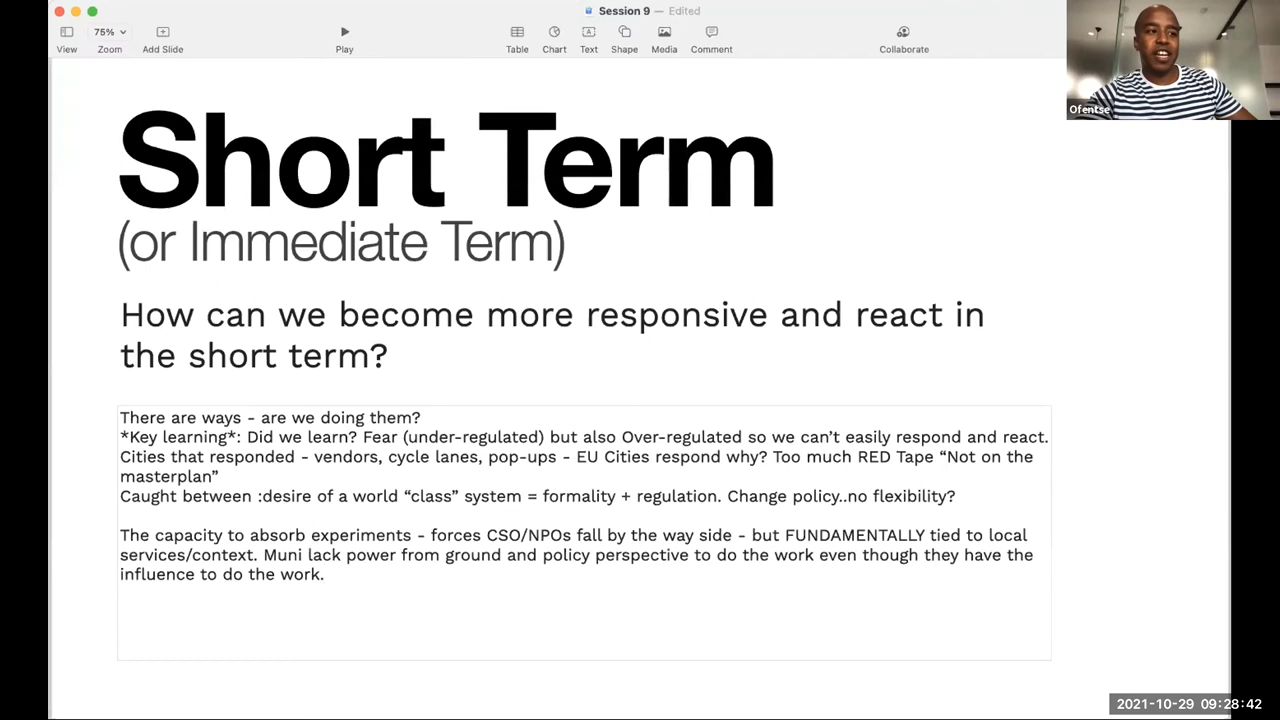 Session 9 — Edited
75%
View Zoom Add Slide Play Table Chart Text Shape Media Comment Collaborate
Ofentse
Short Term
(or Immediate Term)
How can we become more responsive and react in
the short term?
There are ways - are we doing them?
*Key learning*: Did we learn? Fear (under-regulated) but also Over-regulated so we can’t easily respond and react.
Cities that responded - vendors, cycle lanes, pop-ups - EU Cities respond why? Too much RED Tape “Not on the
masterplan”
Caught between :desire of a world “class” system = formality + regulation. Change policy..no flexibility?
The capacity to absorb experiments - forces CSO/NPOs fall by the way side - but FUNDAMENTALLY tied to local
services/context. Muni lack power from ground and policy perspective to do the work even though they have the
influence to do the work.
2021-10-29 09:28:42